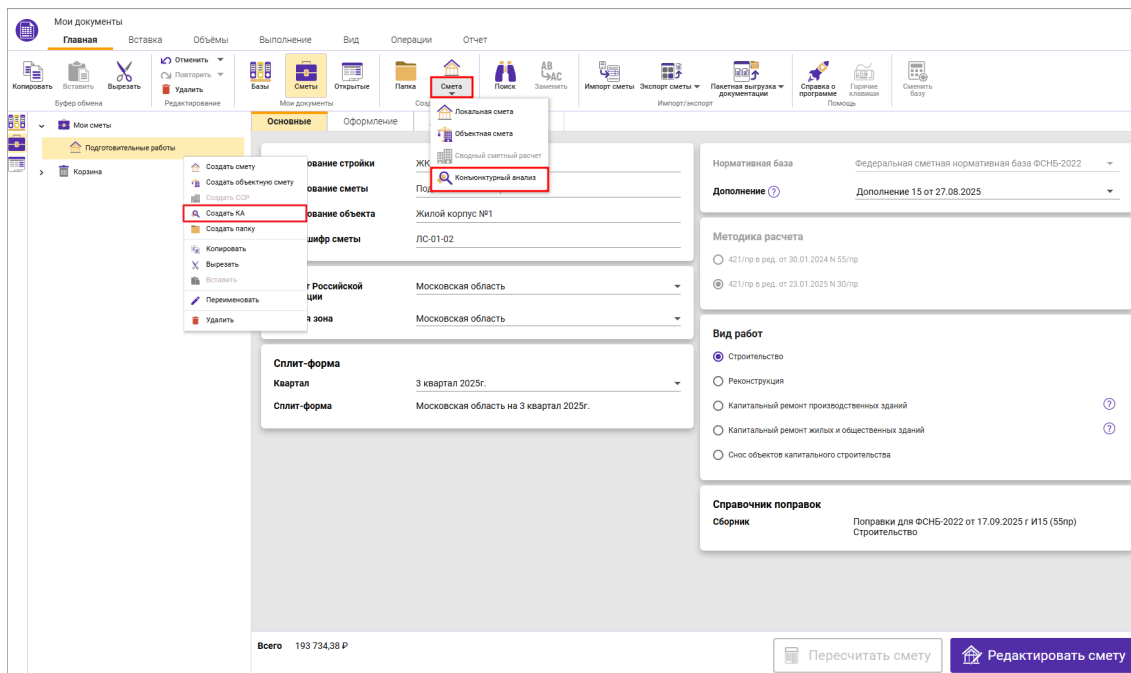 Мои документы
Главная Вставка Объёмы Выполнение Вид Операции Отчет
Копировать Вставить Вырезать Отменить Повторить Удалить Базы Сметы Открытые Папка Смета Поиск Заменить Импорт сметы Экспорт сметы Пакетная выгрузка документации Справка о программе Горячие клавиши Сменить базу
AB
AC
Буфер обмена Редактирование Мои документы Импорт/экспорт Помощь
Мои сметы
Подготовительные работы
Корзина
Создать смету
Создать объектную смету
Создать ССР
Создать КА
Создать папку
Копировать
Вырезать
Вставить
Переименовать
Удалить
Основные Оформление
Локальная смета
Объектная смета
Сводный сметный расчет
Конъюнктурный анализ
ование стройки ЖК
ование сметы
ование объекта Жилой корпус №1
шифр сметы ЛС-01-02
Российской Московская область
ции
зона Московская область
Сплит-форма
Квартал 3 квартал 2025г.
Сплит-форма Московская область на 3 квартал 2025г.
Нормативная база Федеральная сметная нормативная база ФСНБ-2022
Дополнение ? Дополнение 15 от 27.08.2025
Методика расчета
421/пр в ред. от 30.01.2024 N 55/пр
421/пр в ред. от 23.01.2025 N 30/пр
Вид работ
Строительство
Реконструкция
Капитальный ремонт производственных зданий ?
Капитальный ремонт жилых и общественных зданий ?
Снос объектов капитального строительства
Справочник поправок
Сборник Поправки для ФСНБ-2022 от 17.09.2025 г И15 (55пр)
Строительство
Всего 193 734,38 ₽
Пересчитать смету Редактировать смету